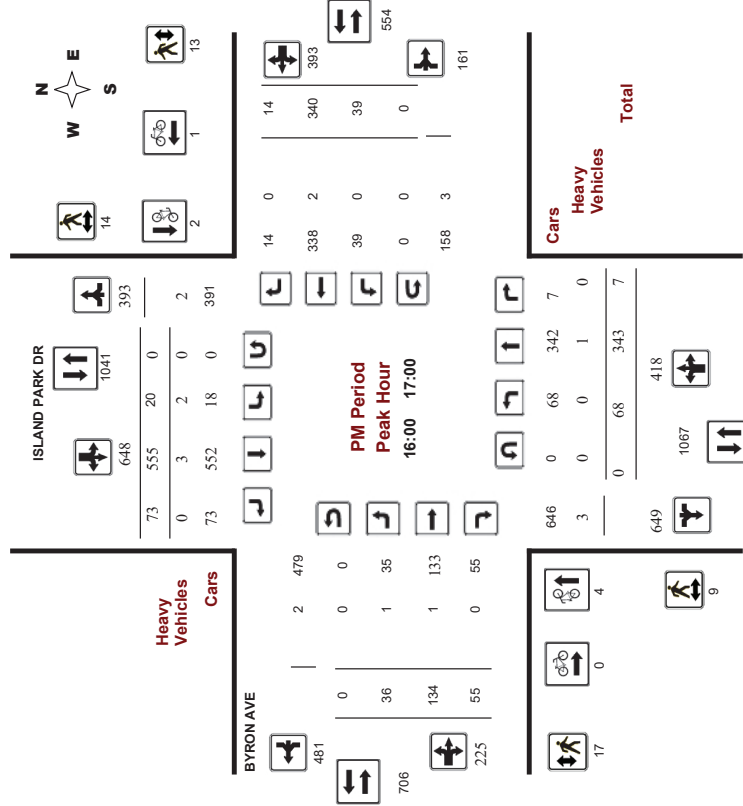 ISLAND PARK DR
N
E
S
W
14
13
2
1
554
393
161
648
1041
393
73 555 20 0
0 3 2 0 2
73 552 18 0 391
14 0 14
338 2 340
39 0 39
0 0 0
158 3
Heavy
Vehicles
Cars
PM Period
Peak Hour
16:00 17:00
BYRON AVE
481
706
225
479 2
0 0 0
35 1 36
133 1 134
55 0 55
Cars
Heavy
Vehicles
Total
646 0 68 342 7
3 0 0 1 0
0 68 343 7
649
1067
418
17
0
4
9